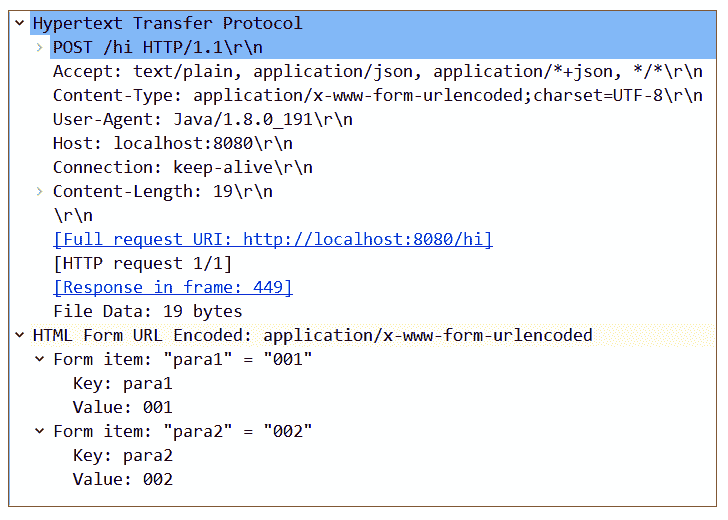 Hypertext Transfer Protocol
POST /hi HTTP/1.1\r\n
Accept: text/plain, application/json, application/*+json, */*\r\n
Content-Type: application/x-www-form-urlencoded;charset=UTF-8\r\n
User-Agent: Java/1.8.0_191\r\n
Host: localhost:8080\r\n
Connection: keep-alive\r\n
Content-Length: 19\r\n
\r\n
[Full request URI: http://localhost:8080/hi]
[HTTP request 1/1]
[Response in frame: 449]
File Data: 19 bytes
HTML Form URL Encoded: application/x-www-form-urlencoded
Form item: "para1" = "001"
Key: para1
Value: 001
Form item: "para2" = "002"
Key: para2
Value: 002